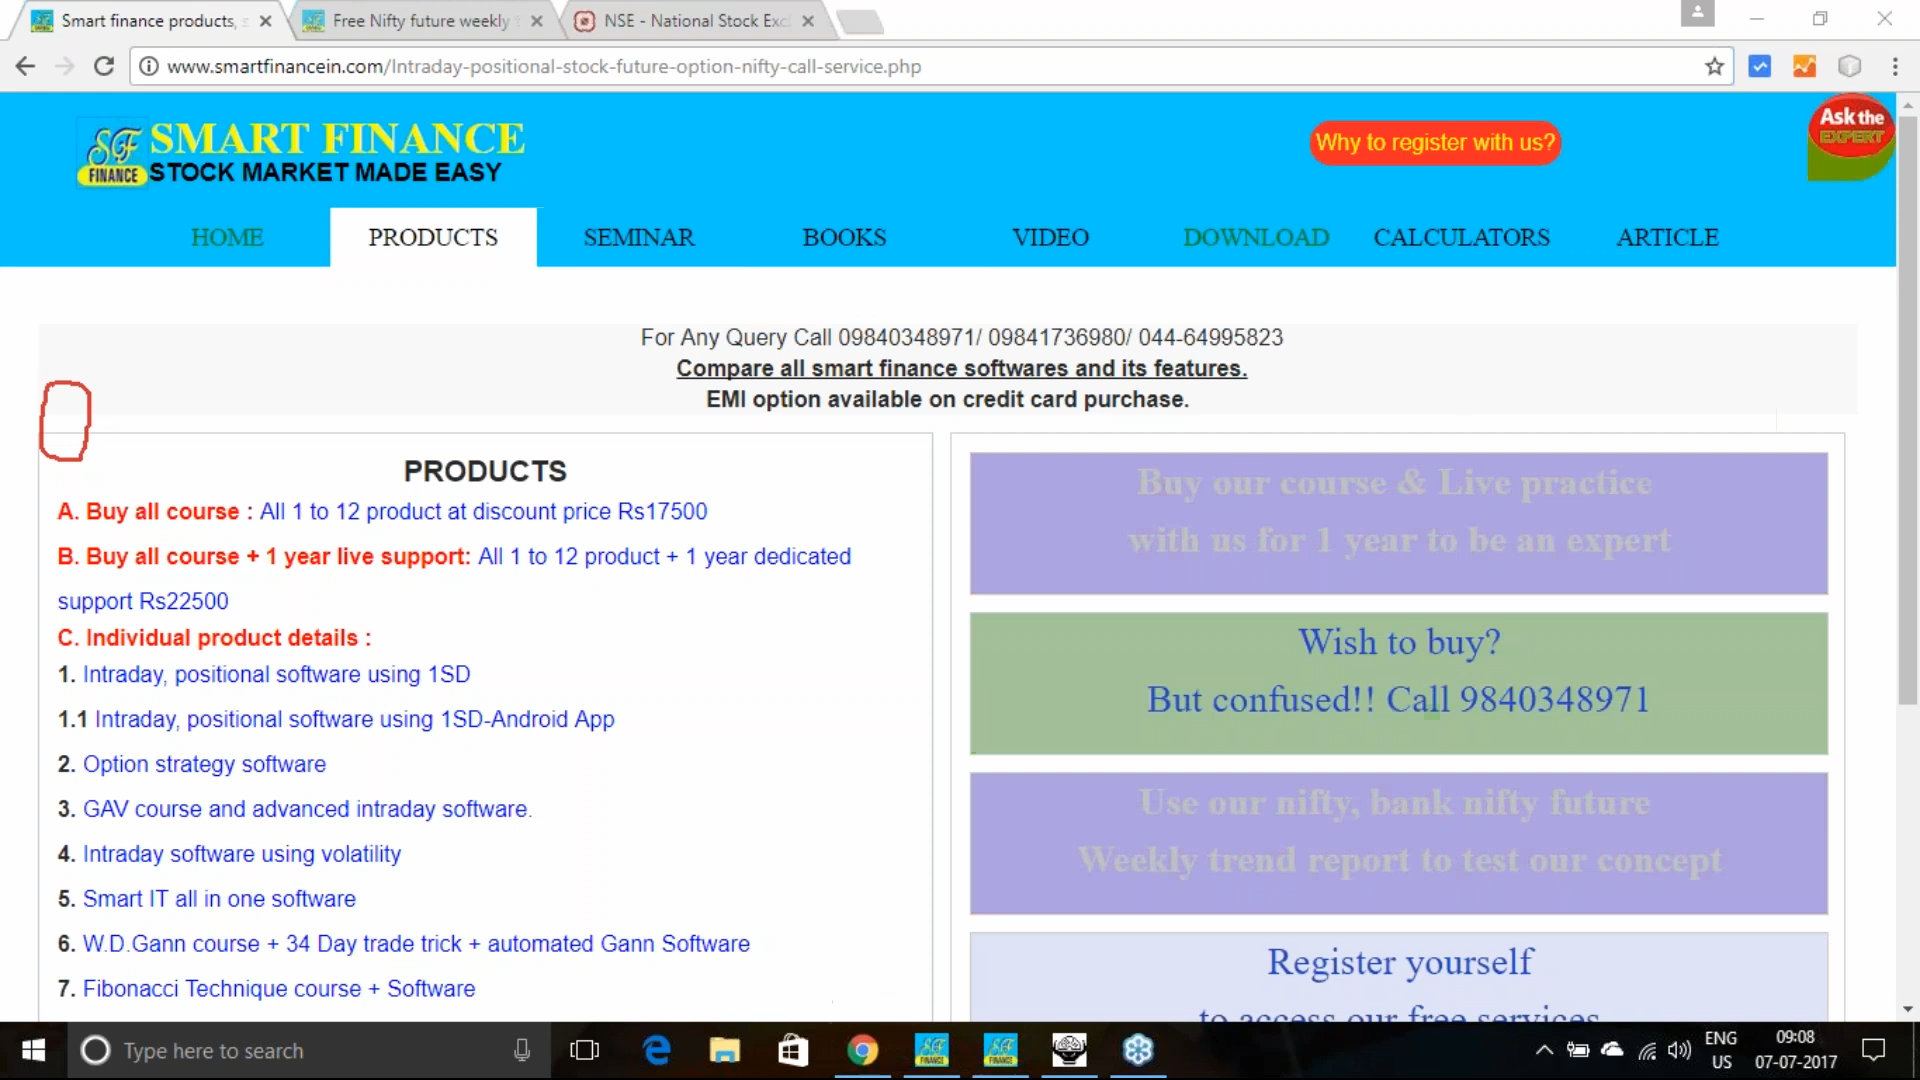 Smart finance products,
Free Nifty future weekly
NSE - National Stock Exc
www.smartfinancein.com/Intraday-positional-stock-future-option-nifty-call-service.php
SF
FINANCE
SMART FINANCE
STOCK MARKET MADE EASY
Why to register with us?
Ask the
EXPERT
HOME
PRODUCTS
SEMINAR
BOOKS
VIDEO
DOWNLOAD
CALCULATORS
ARTICLE
For Any Query Call 09840348971/ 09841736980/ 044-64995823
Compare all smart finance softwares and its features.
EMI option available on credit card purchase.
PRODUCTS
A. Buy all course : All 1 to 12 product at discount price Rs17500
B. Buy all course + 1 year live support: All 1 to 12 product + 1 year dedicated
support Rs22500
C. Individual product details :
1. Intraday, positional software using 1SD
1.1 Intraday, positional software using 1SD-Android App
2. Option strategy software
3. GAV course and advanced intraday software.
4. Intraday software using volatility
5. Smart IT all in one software
6. W.D.Gann course + 34 Day trade trick + automated Gann Software
7. Fibonacci Technique course + Software
Buy our course & Live practice
with us for 1 year to be an expert
Wish to buy?
But confused!! Call 9840348971
Use our nifty, bank nifty future
Weekly trend report to test our concept
Register yourself
to access our free services
Type here to search
SF
FINANCE
SF
FINANCE
ENG
US
09:08
07-07-2017